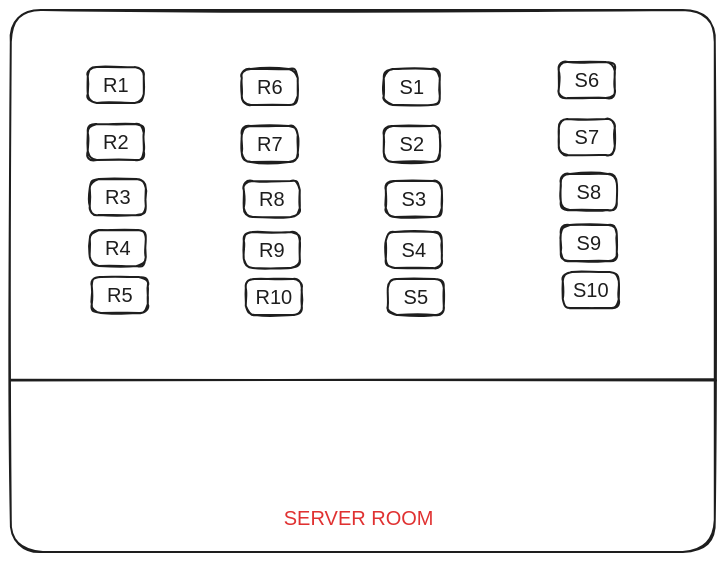 R1 R6 S1 S6
R2 R7 S2 S7
R3 R8 S3 S8
R4 R9 S4 S9
R5 R10 S5 S10
SERVER ROOM